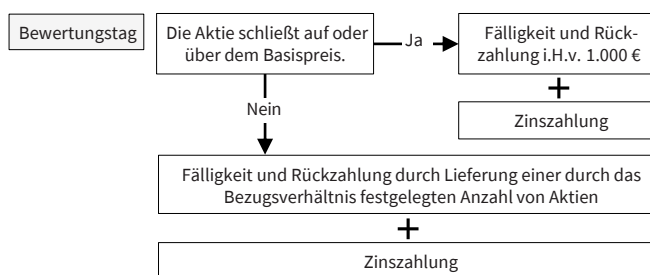 Bewertungstag
Die Aktie schließt auf oder
über dem Basispreis.
Ja
Fälligkeit und Rück-
zahlung i.H.v. 1.000 €
+
Zinszahlung
Nein
Fälligkeit und Rückzahlung durch Lieferung einer durch das
Bezugsverhältnis festgelegten Anzahl von Aktien
+
Zinszahlung